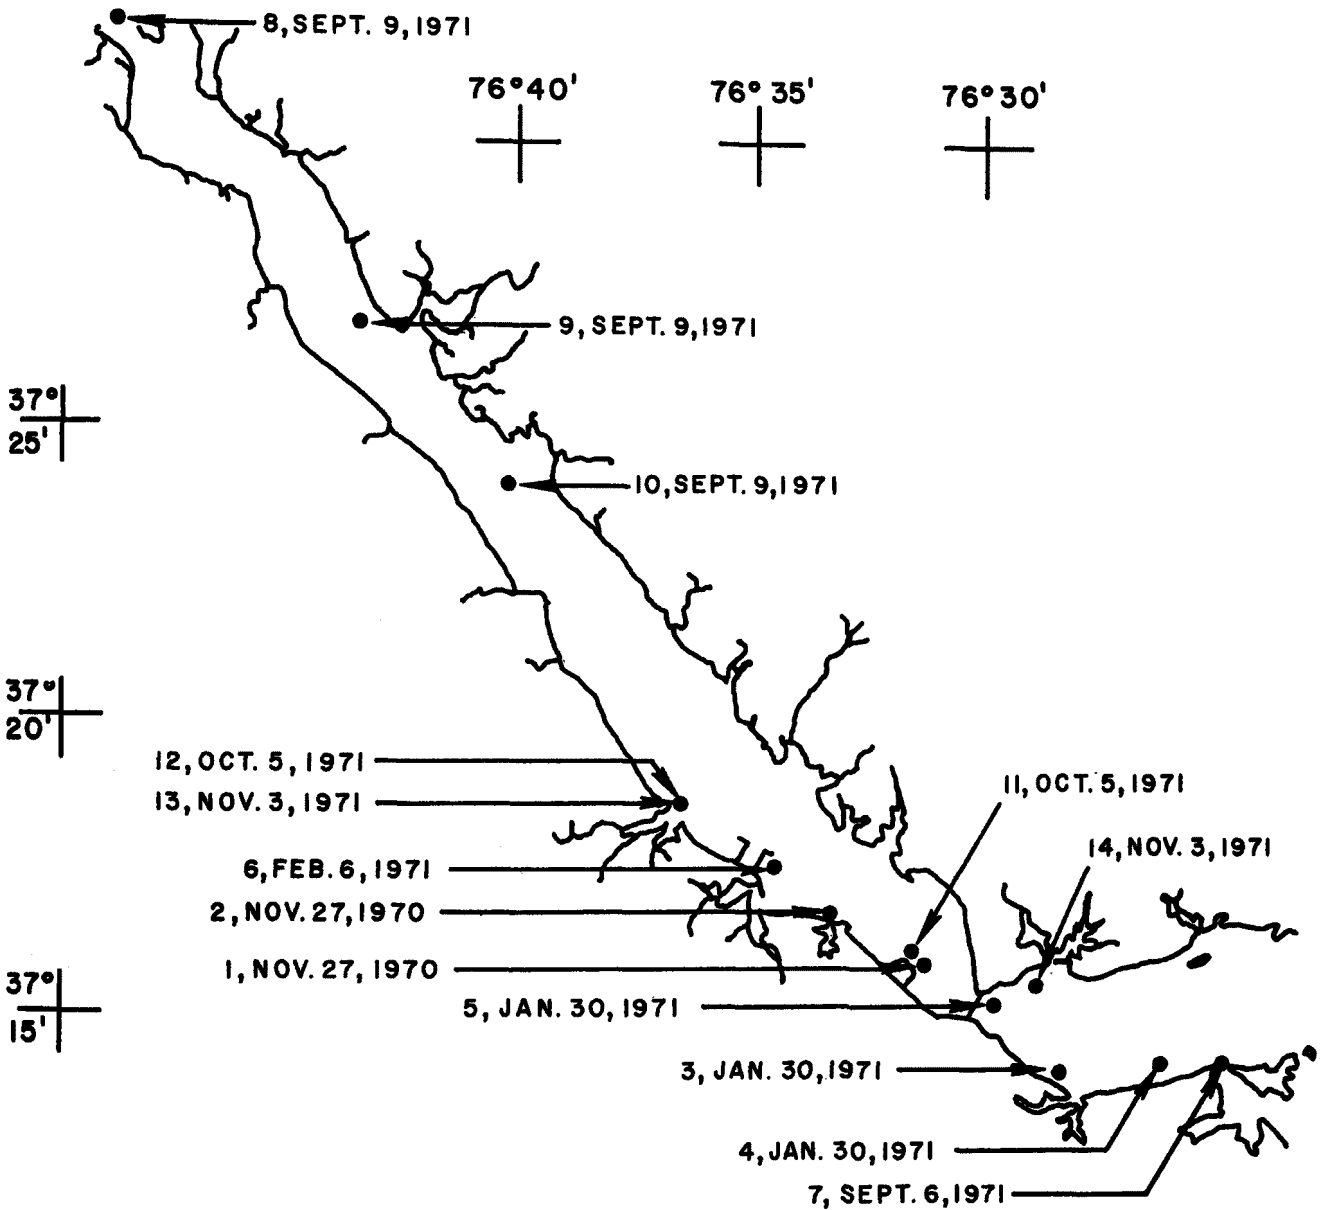 8, SEPT. 9, 1971
76°40' 76°35' 76°30'
9, SEPT. 9, 1971
37°
25'
10, SEPT. 9, 1971
37°
20'
12, OCT. 5, 1971
13, NOV. 3, 1971
11, OCT. 5, 1971
14, NOV. 3, 1971
6, FEB. 6, 1971
2, NOV. 27, 1970
1, NOV. 27, 1970
37°
15'
5, JAN. 30, 1971
3, JAN. 30, 1971
4, JAN. 30, 1971
7, SEPT. 6, 1971